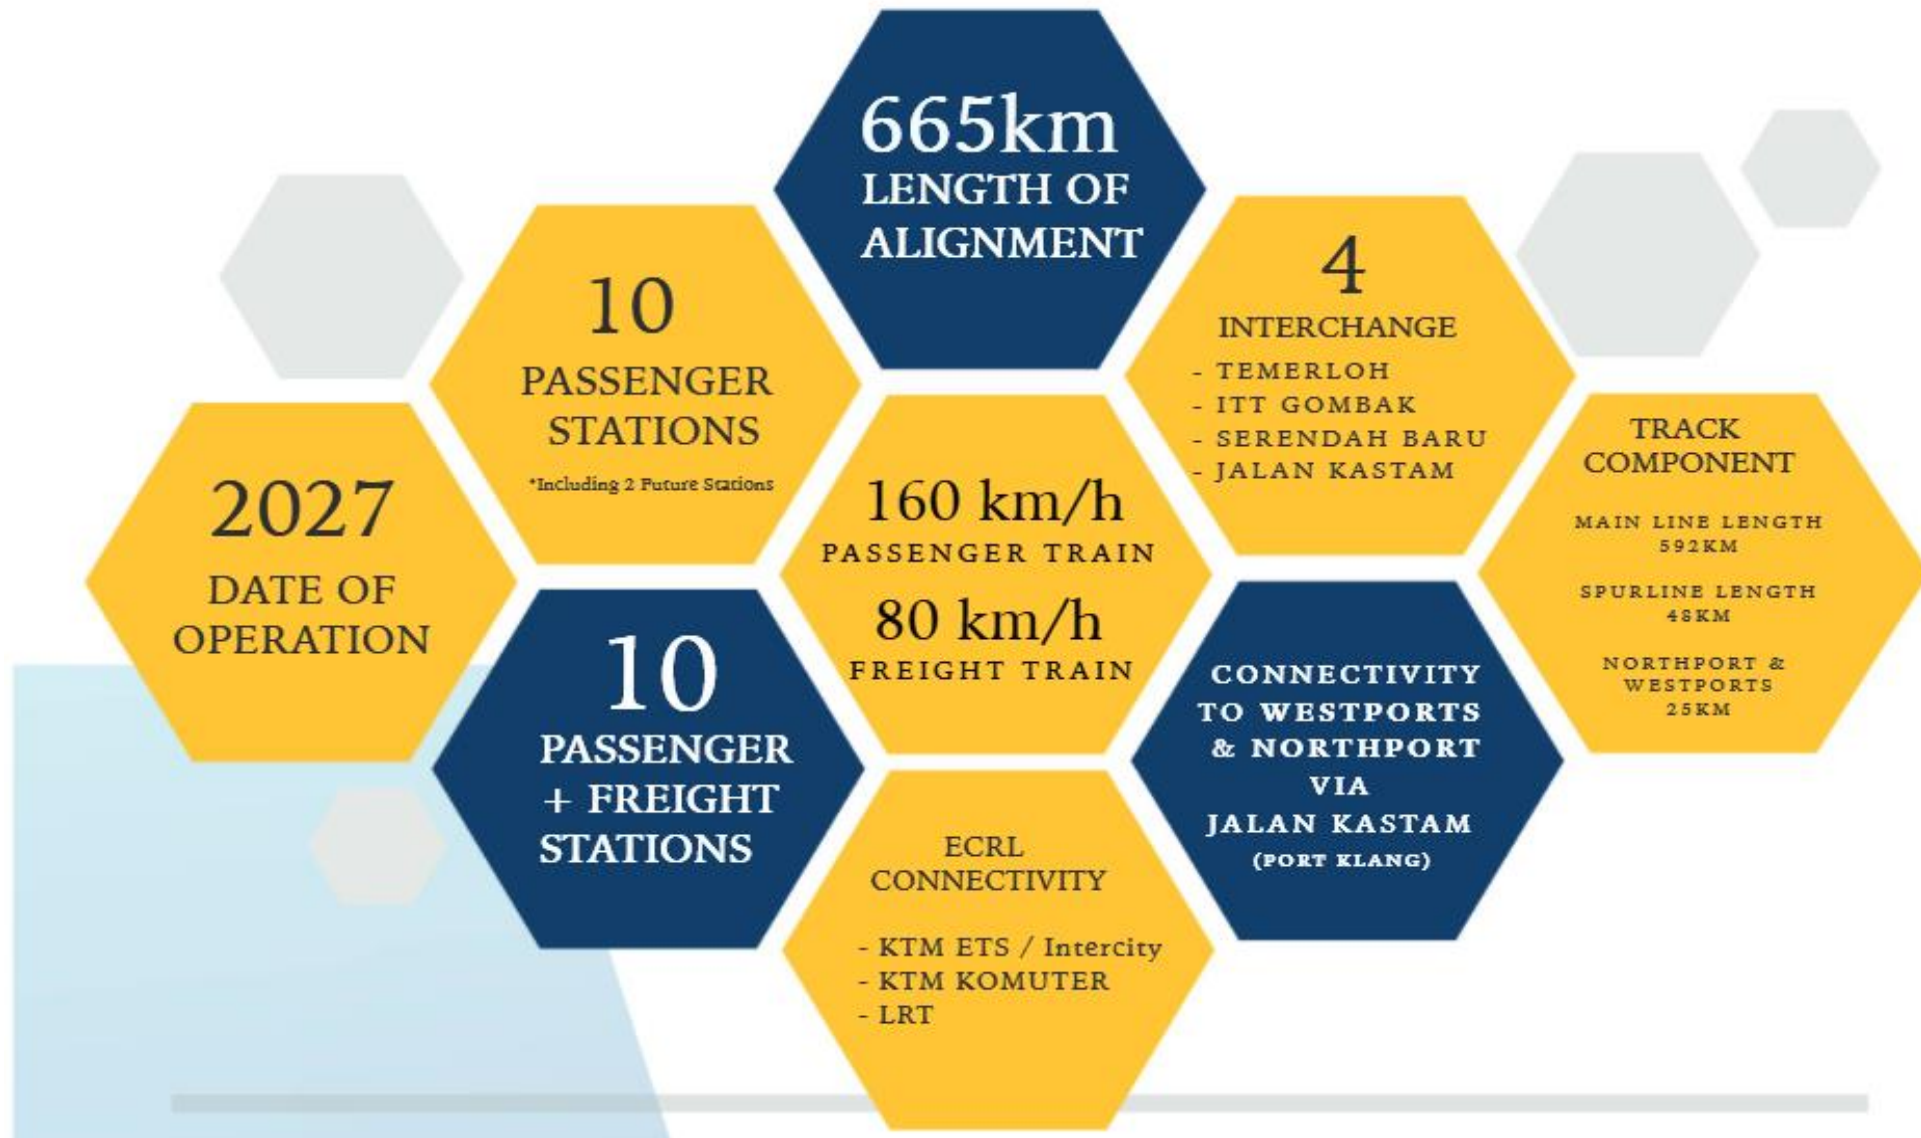 665km
LENGTH OF
ALIGNMENT
10
PASSENGER
STATIONS
*Including 2 Future Stations
4
INTERCHANGE
- TEMERLOH
- ITT GOMBAK
- SERENDAH BARU
- JALAN KASTAM
2027
DATE OF
OPERATION
160 km/h
PASSENGER TRAIN
80 km/h
FREIGHT TRAIN
TRACK
COMPONENT
MAIN LINE LENGTH
592KM
SPURLINE LENGTH
48KM
NORTHPORT &
WESTPORTS
25KM
10
PASSENGER
+ FREIGHT
STATIONS
CONNECTIVITY
TO WESTPORTS
& NORTHPORT
VIA
JALAN KASTAM
(PORT KLANG)
ECRL
CONNECTIVITY
- KTM ETS / Intercity
- KTM KOMUTER
- LRT